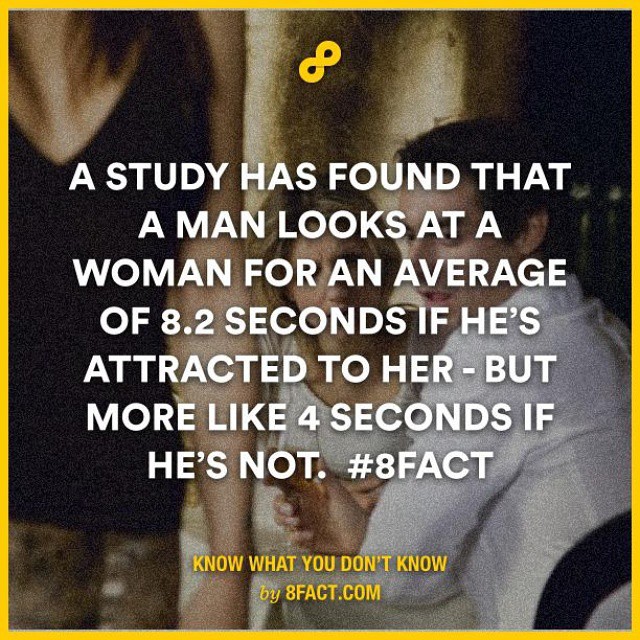 A STUDY HAS FOUND THAT
A MAN LOOKS AT A
WOMAN FOR AN AVERAGE
OF 8.2 SECONDS IF HE'S
ATTRACTED TO HER - BUT
MORE LIKE 4 SECONDS IF
HE'S NOT.  #8FACT
KNOW WHAT YOU DON'T KNOW
by 8FACT.COM